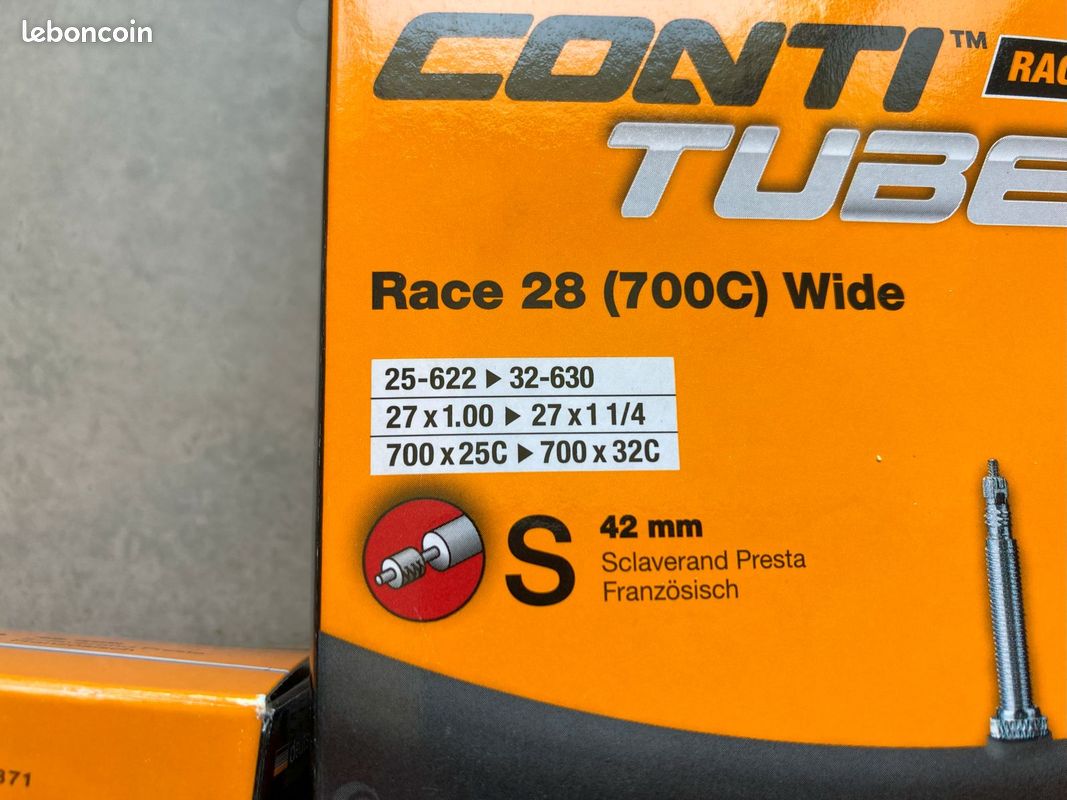 leboncoin
CONTI™
TUBE
Race 28 (700C) Wide
25-622 ▶ 32-630
27 x 1.00 ▶ 27 x 1 1/4
700 x 25C ▶ 700 x 32C
S
42 mm
Sclaverand Presta
Französisch
371